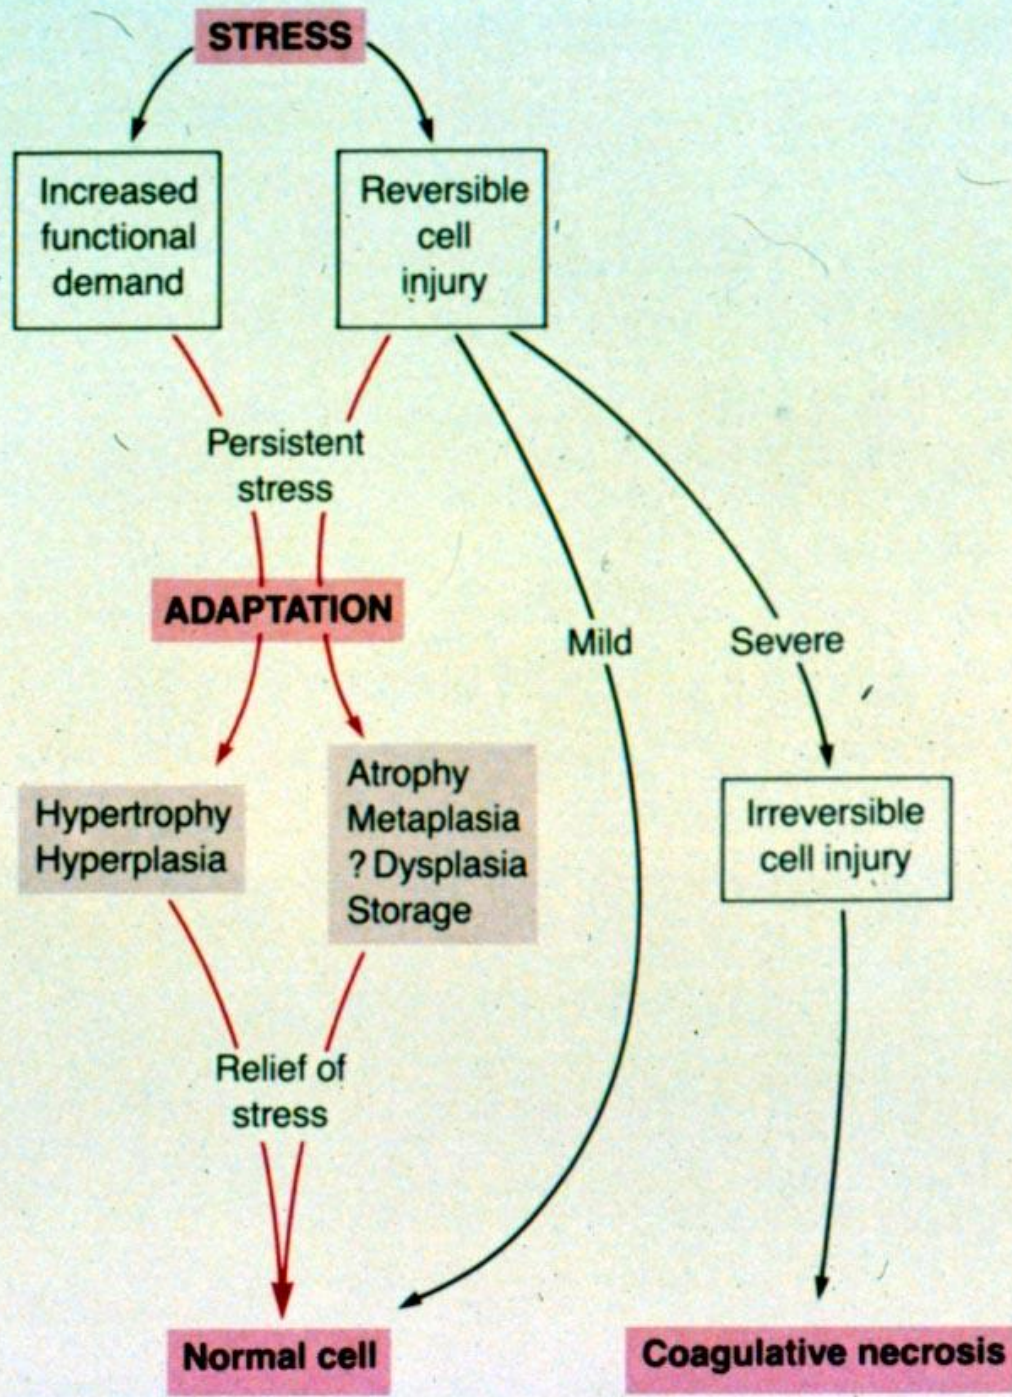 STRESS
Increased
functional
demand
Reversible
cell
injury
Persistent
stress
ADAPTATION
Mild
Severe
Hypertrophy
Hyperplasia
Atrophy
Metaplasia
? Dysplasia
Storage
Irreversible
cell injury
Relief of
stress
Normal cell
Coagulative necrosis